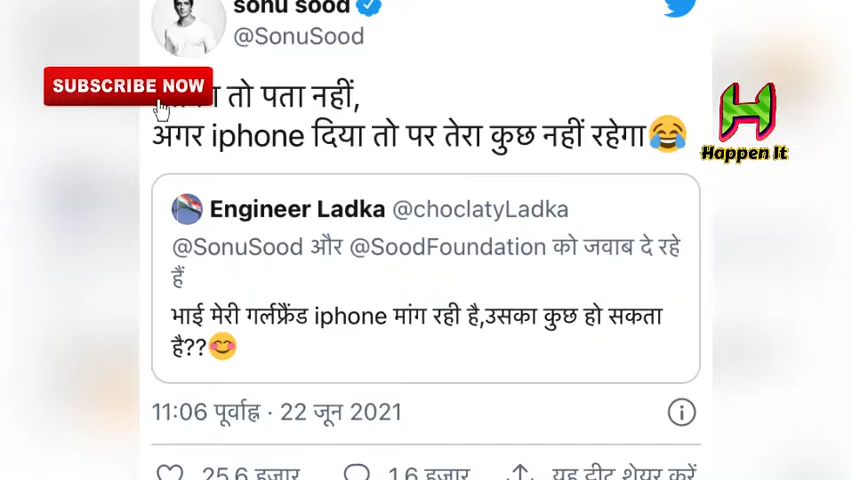 sonu sood
@SonuSood
SUBSCRIBE NOW
तो पता नहीं,
अगर iphone दिया तो पर तेरा कुछ नहीं रहेगा😂
H
Happen It
Engineer Ladka @choclatyLadka
@SonuSood और @SoodFoundation को जवाब दे रहे
हैं
भाई मेरी गर्लफ्रैंड iphone मांग रही है,उसका कुछ हो सकता
है??😊
11:06 पूर्वाह्न · 22 जून 2021
25.6 हज़ार 1.6 हज़ार यह ट्वीट शेयर करें